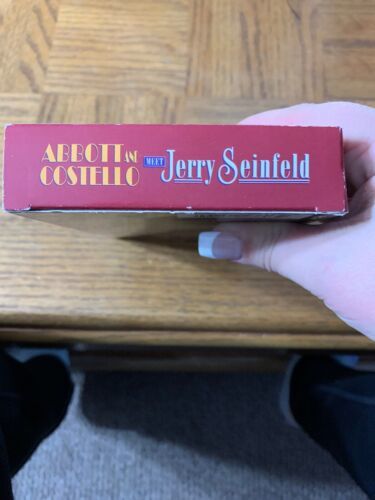 ABBOTT AND
COSTELLO
MEET
Jerry Seinfeld